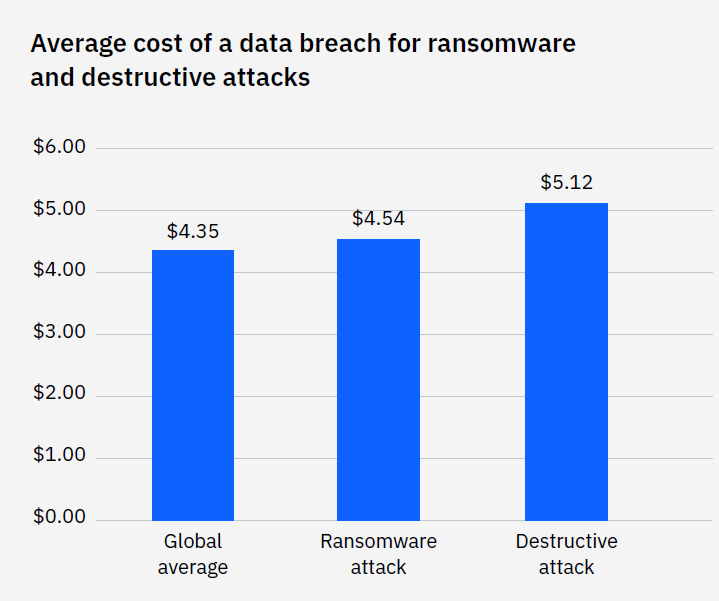 Average cost of a data breach for ransomware
and destructive attacks
$6.00
$5.00
$4.00
$3.00
$2.00
$1.00
$0.00
$4.35
$4.54
$5.12
Global
average
Ransomware
attack
Destructive
attack